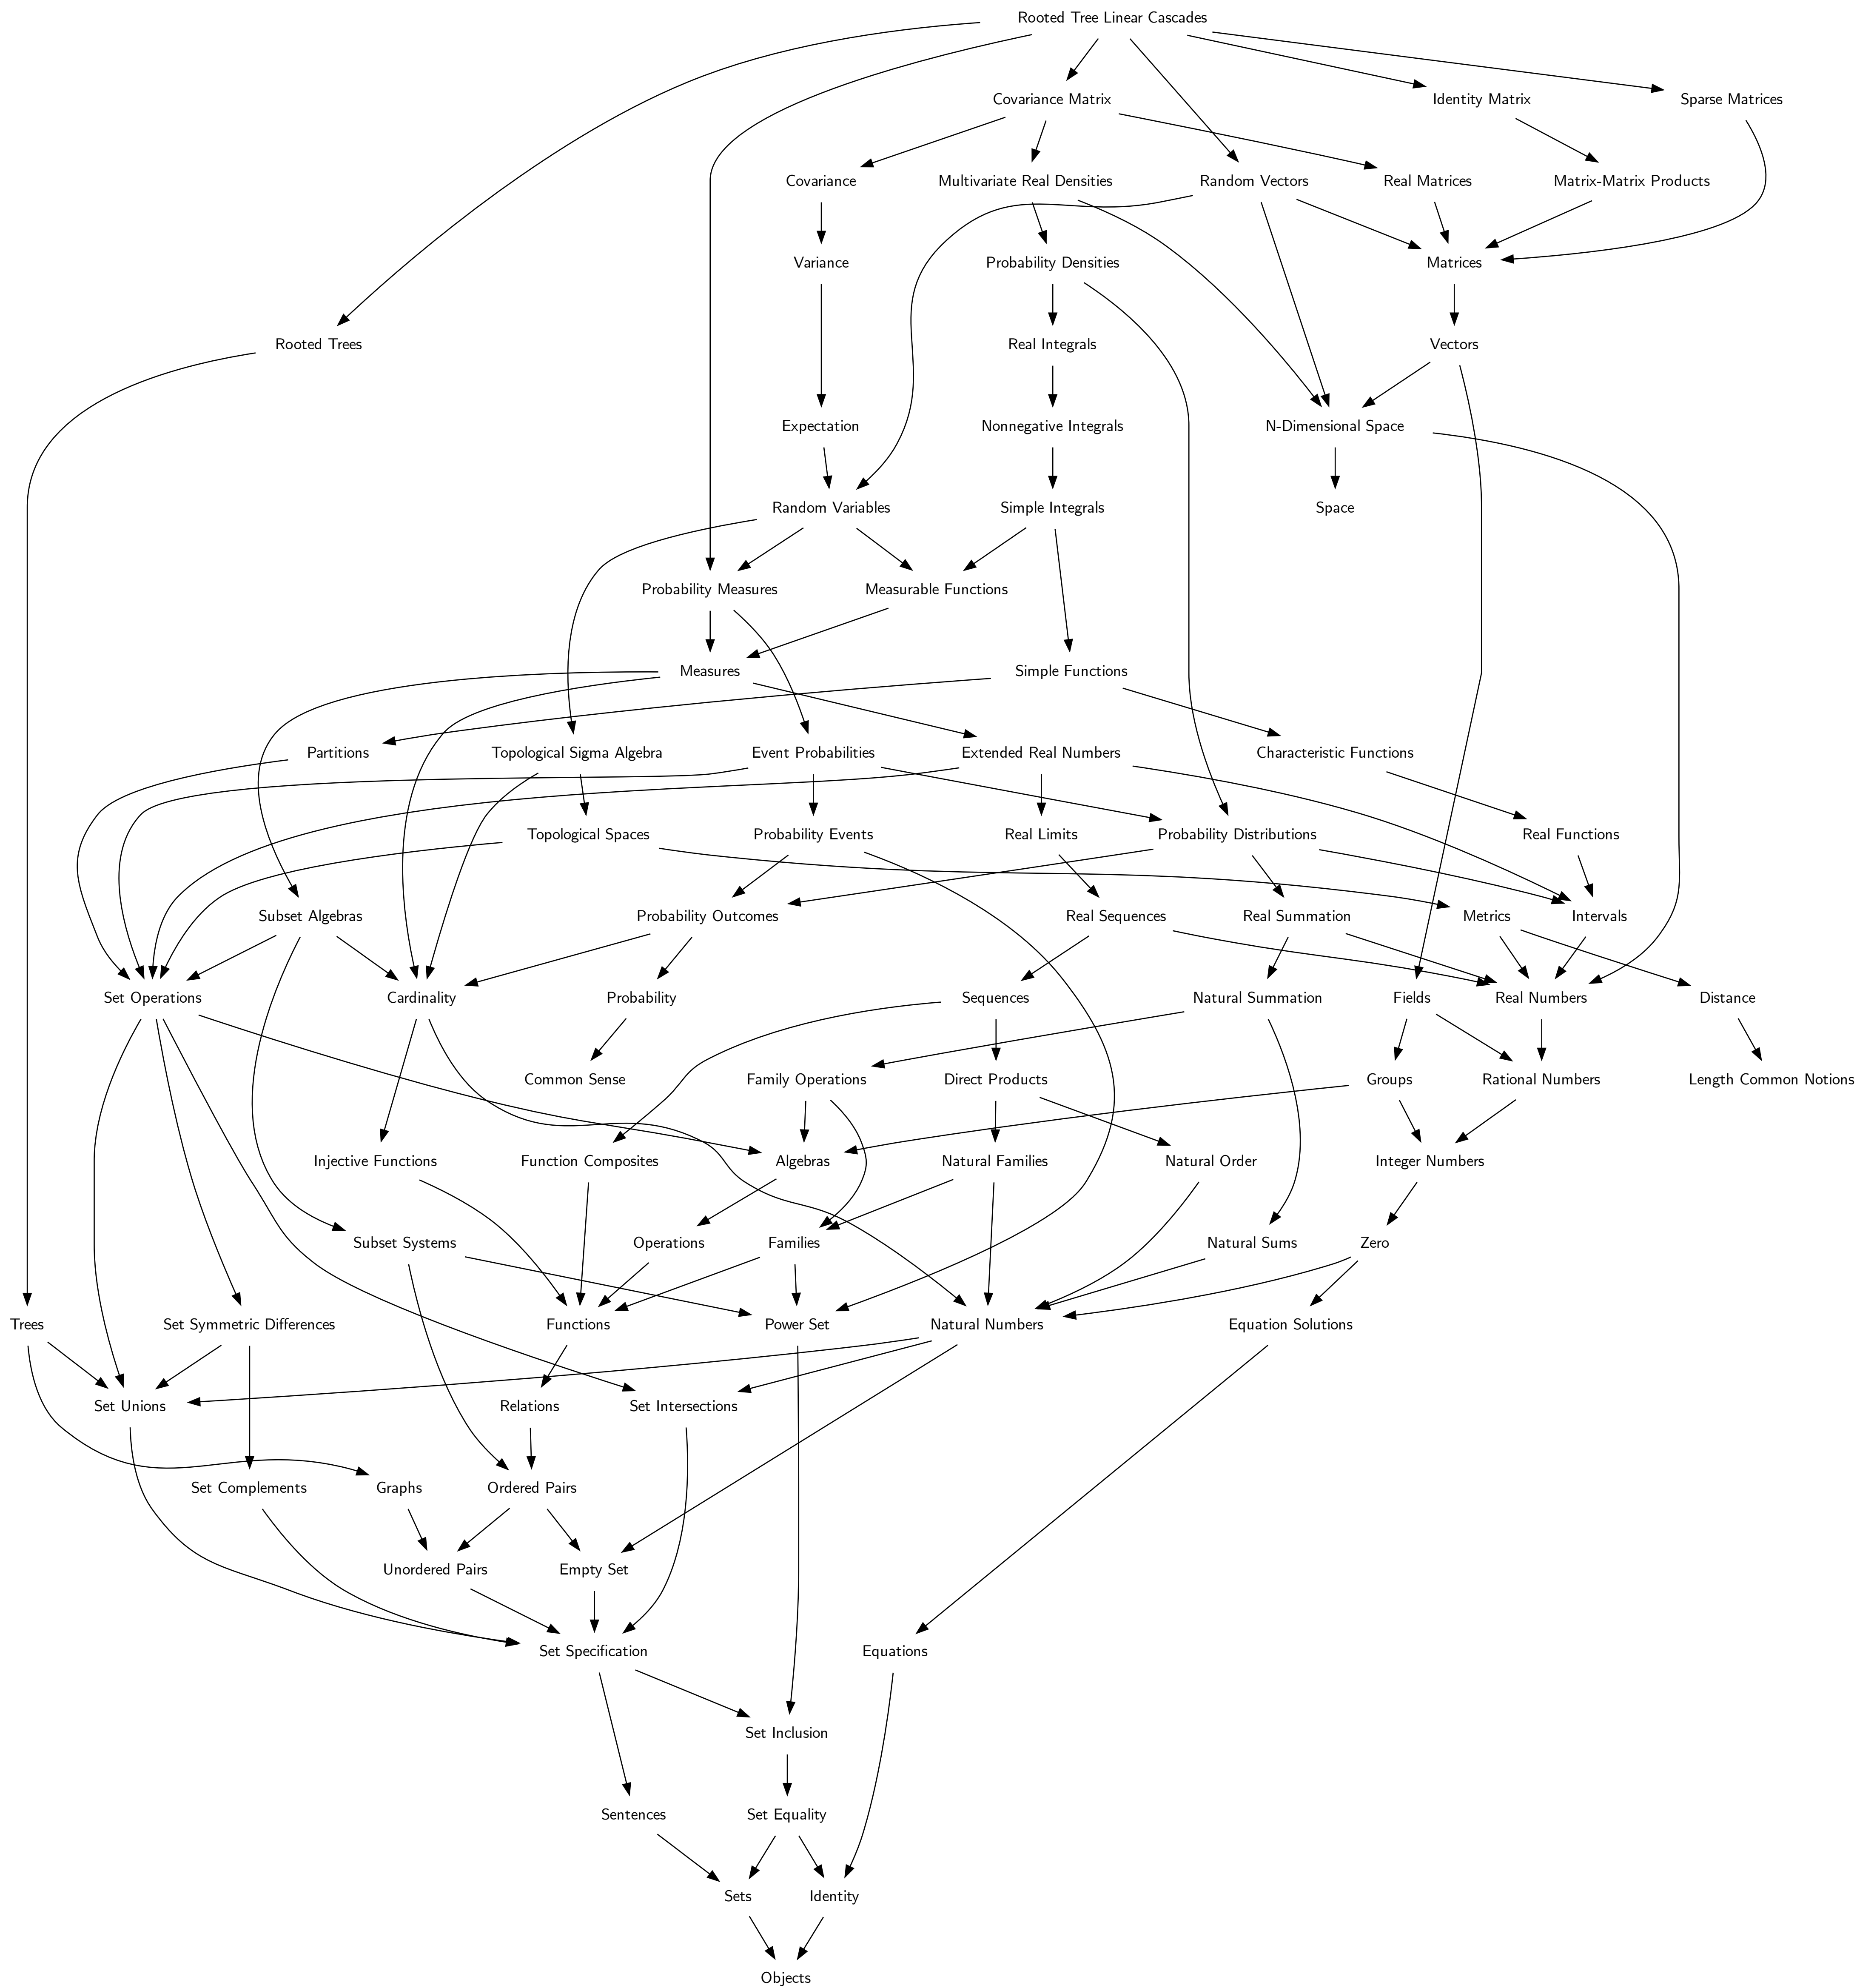 Rooted Tree Linear Cascades
Covariance Matrix
Identity Matrix
Sparse Matrices
Covariance
Multivariate Real Densities
Random Vectors
Real Matrices
Matrix-Matrix Products
Variance
Probability Densities
Matrices
Rooted Trees
Real Integrals
Vectors
Expectation
Nonnegative Integrals
N-Dimensional Space
Random Variables
Simple Integrals
Space
Probability Measures
Measurable Functions
Measures
Simple Functions
Partitions
Topological Sigma Algebra
Event Probabilities
Extended Real Numbers
Characteristic Functions
Topological Spaces
Probability Events
Real Limits
Probability Distributions
Real Functions
Subset Algebras
Probability Outcomes
Real Sequences
Real Summation
Metrics
Intervals
Set Operations
Cardinality
Probability
Sequences
Natural Summation
Fields
Real Numbers
Distance
Common Sense
Family Operations
Direct Products
Groups
Rational Numbers
Length Common Notions
Injective Functions
Function Composites
Algebras
Natural Families
Natural Order
Integer Numbers
Subset Systems
Operations
Families
Natural Sums
Zero
Trees
Set Symmetric Differences
Functions
Power Set
Natural Numbers
Equation Solutions
Set Unions
Relations
Set Intersections
Set Complements
Graphs
Ordered Pairs
Unordered Pairs
Empty Set
Set Specification
Equations
Set Inclusion
Sentences
Set Equality
Sets
Identity
Objects